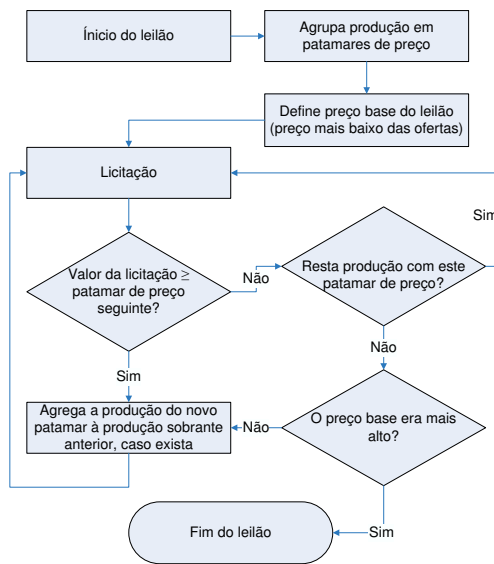 Ínicio do leilão
Agrupa produção em
patamares de preço
Define preço base do leilão
(preço mais baixo das ofertas)
Licitação
Sim
Valor da licitação ≥
patamar de preço
seguinte?
Não
Resta produção com este
patamar de preço?
Sim
Não
Agrega a produção do novo
patamar à produção sobrante
anterior, caso exista
Não
O preço base era mais
alto?
Fim do leilão
Sim